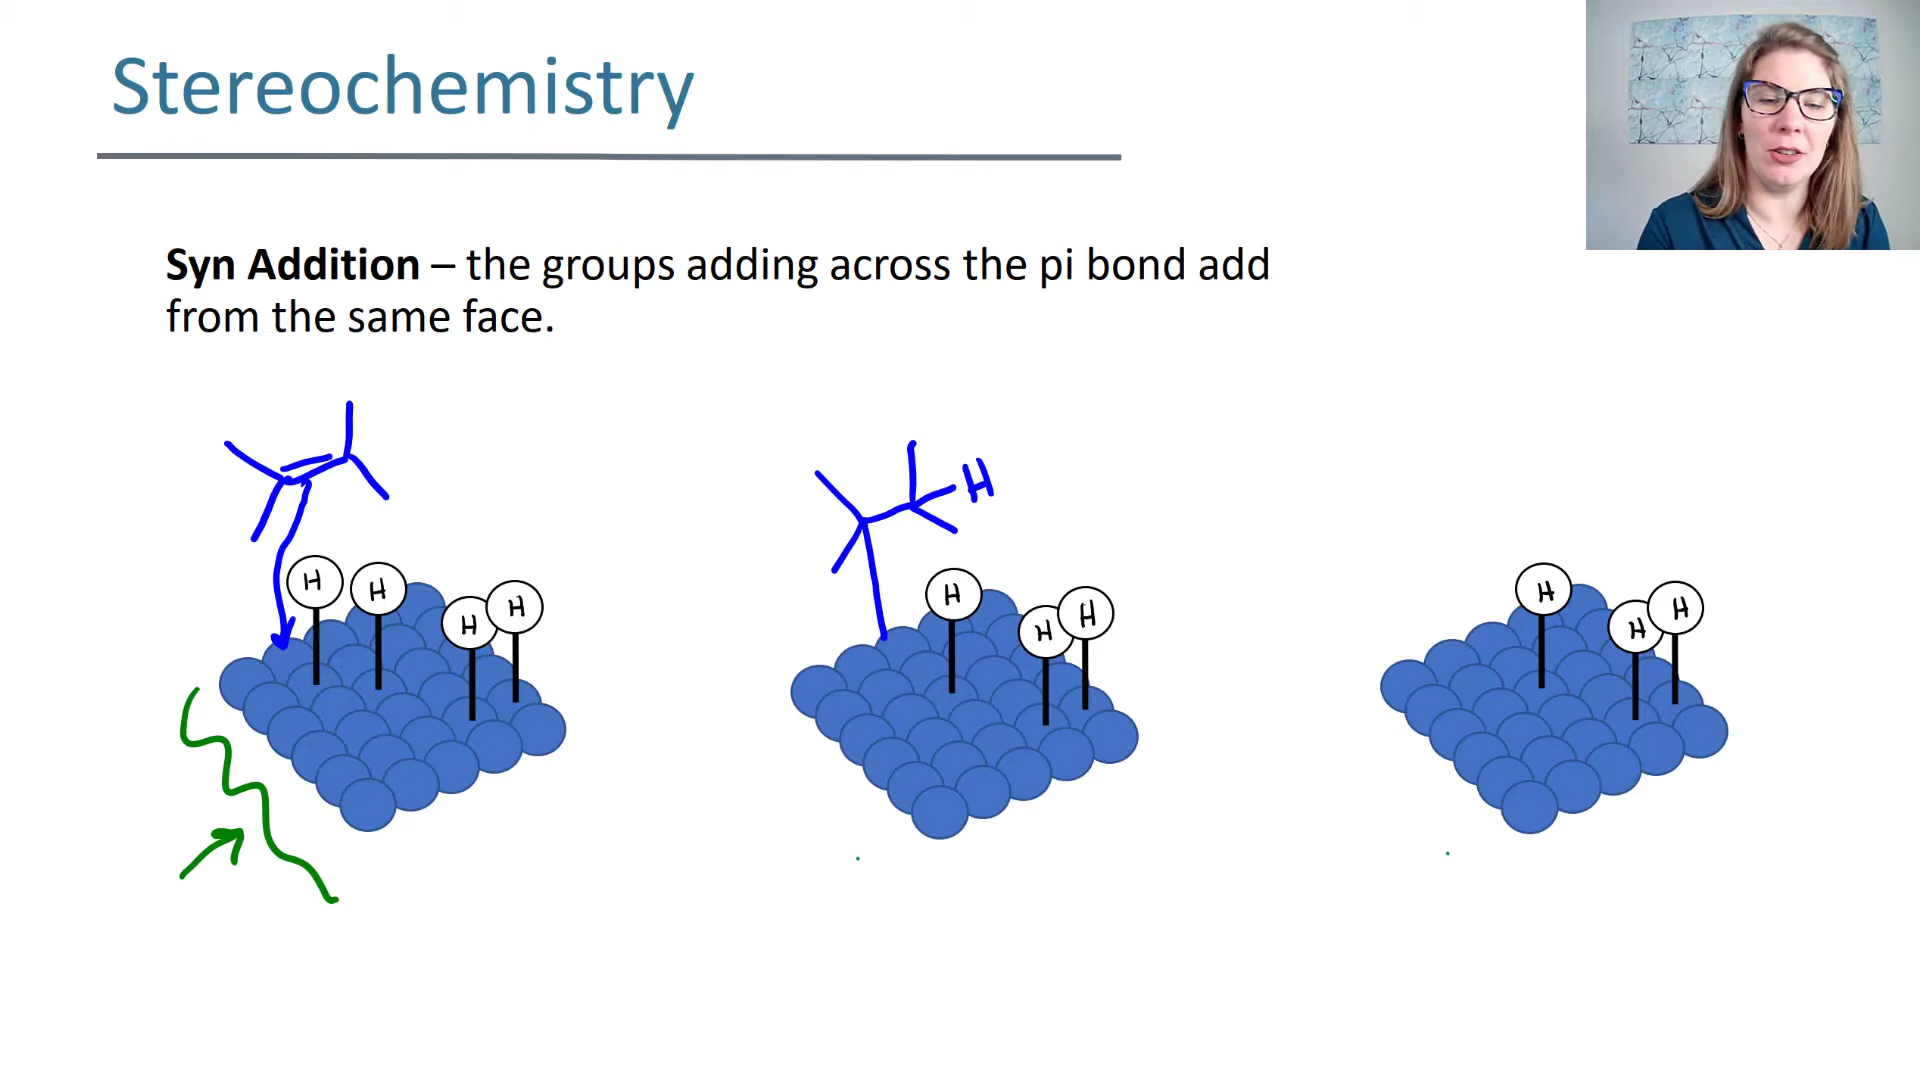 Stereochemistry
Syn Addition – the groups adding across the pi bond add
from the same face.
H
H
H
H
H
H
H
H
H
H
H